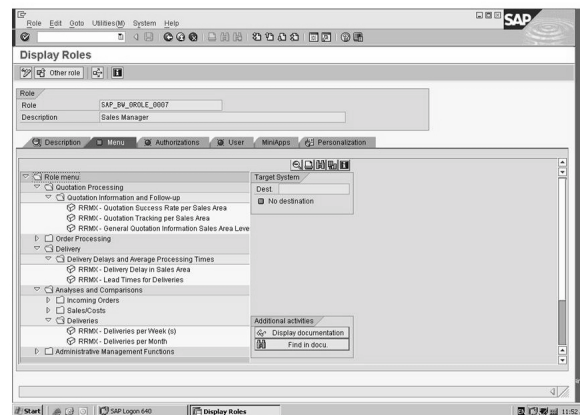 Role Edit Goto Utilities(M) System Help
SAP
Display Roles
Other role
Role
Role SAP_BW_0ROLE_0007
Description Sales Manager
Description Menu Authorizations User MiniApps Personalization
Role menu
Quotation Processing
Quotation Information and Follow-up
RRMX - Quotation Success Rate per Sales Area
RRMX - Quotation Tracking per Sales Area
RRMX - General Quotation Information Sales Area Leve
Order Processing
Delivery
Delivery Delays and Average Processing Times
RRMX - Delivery Delay in Sales Area
RRMX - Lead Times for Deliveries
Analyses and Comparisons
Incoming Orders
Sales/Costs
Deliveries
RRMX - Deliveries per Week (s)
RRMX - Deliveries per Month
Administrative Management Functions
Target System
Dest.
No destination
Additional activities
Display documentation
Find in docu.
Start SAP Logon 640 Display Roles 11:52